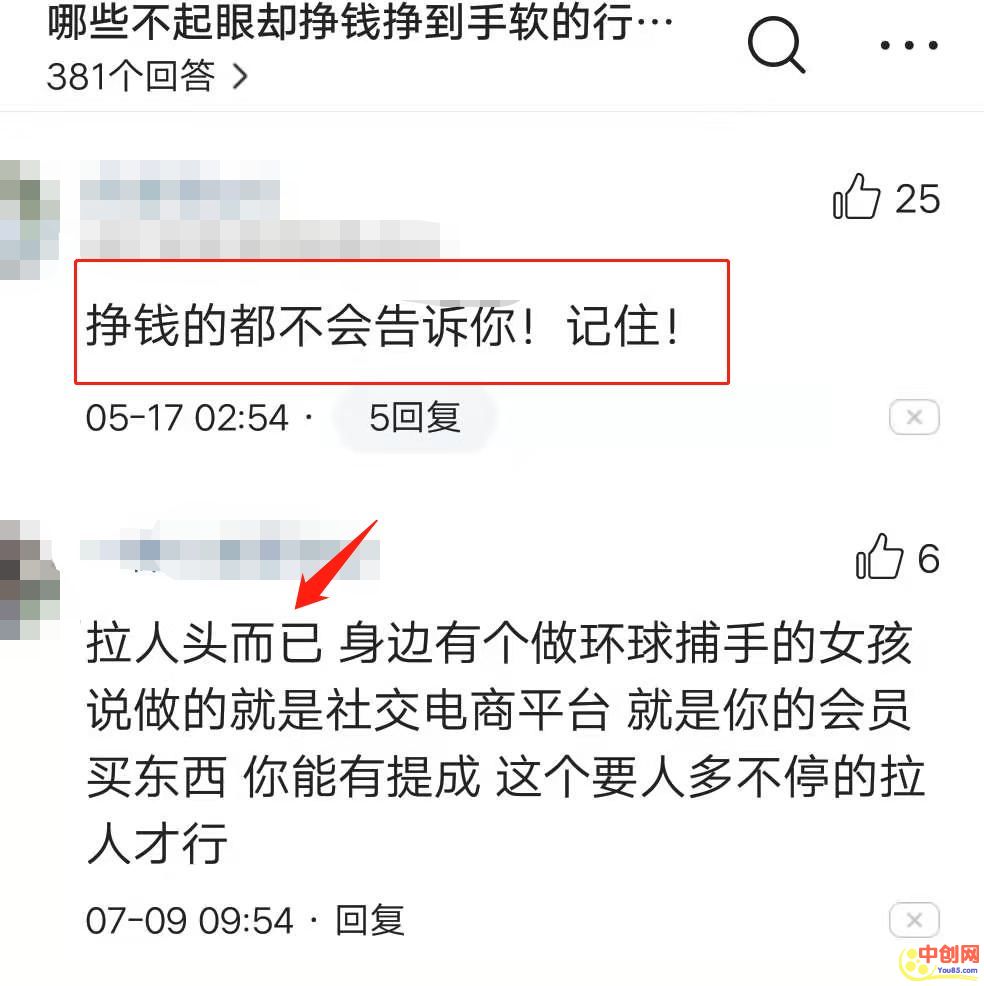 哪些不起眼却挣钱挣到手软的行…
381个回答
25
挣钱的都不会告诉你！记住！
05-17 02:54 · 5回复
6
拉人头而已 身边有个做环球捕手的女孩
说做的就是社交电商平台 就是你的会员
买东西 你能有提成 这个要人多不停的拉
人才行
07-09 09:54 · 回复
中创网
You85.com